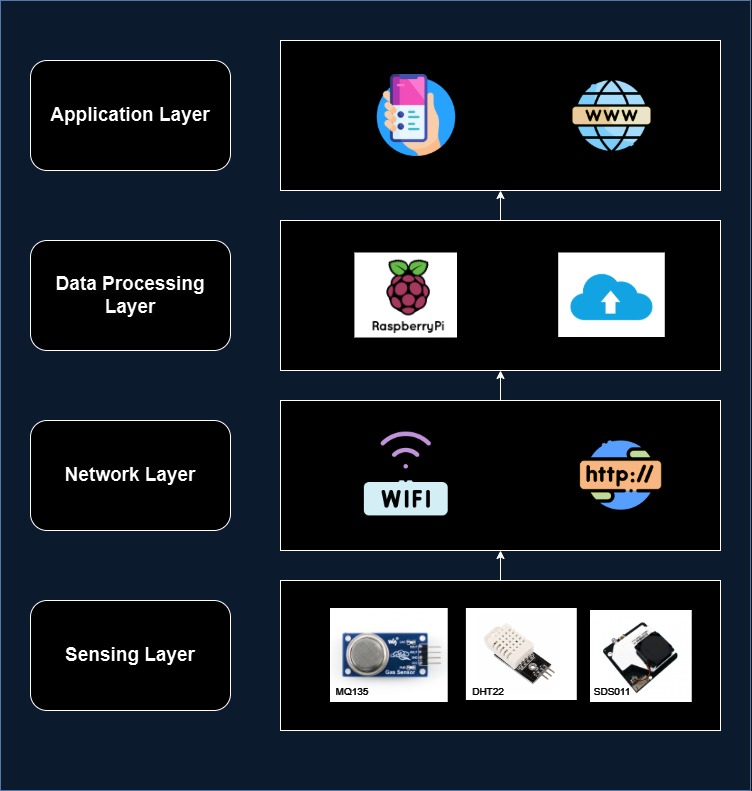 Application Layer
WWW
Data Processing
Layer
RaspberryPi
Network Layer
WIFI
http://
Sensing Layer
Gas Sensor
MQ135
DHT22
SDS011